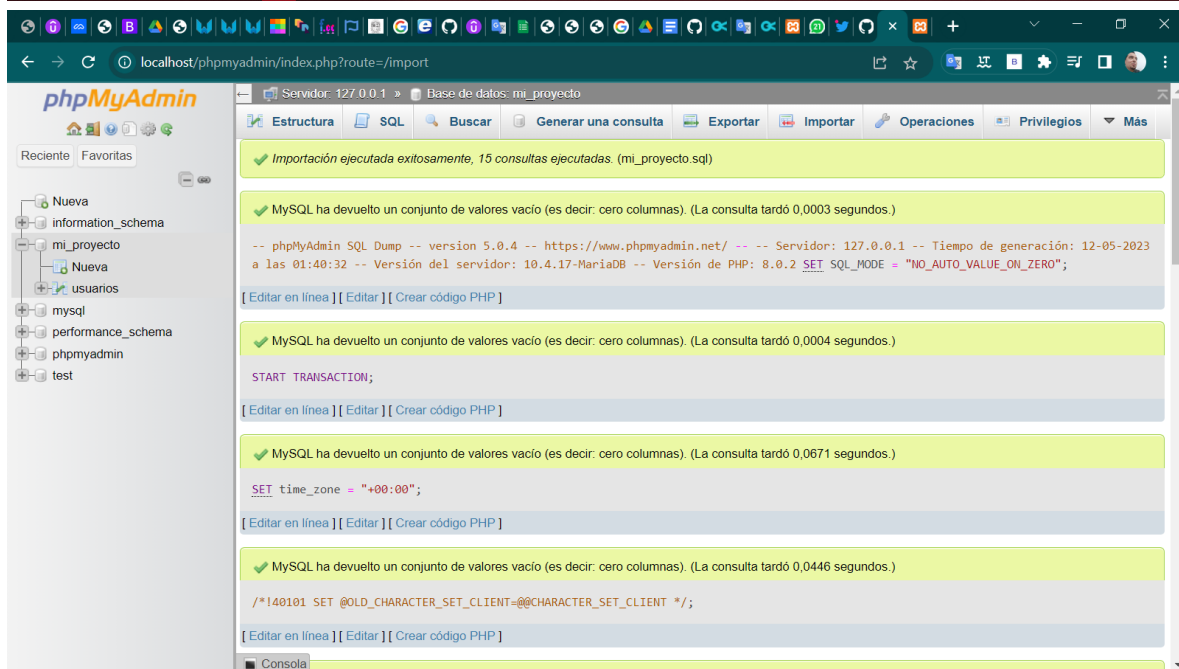 localhost/phpmyadmin/index.php?route=/import
phpMyAdmin
Reciente Favoritas
Nueva
information_schema
mi_proyecto
Nueva
usuarios
mysql
performance_schema
phpmyadmin
test
Servidor: 127.0.0.1 » Base de datos: mi_proyecto
Estructura SQL Buscar Generar una consulta Exportar Importar Operaciones Privilegios Más
Importación ejecutada exitosamente, 15 consultas ejecutadas. (mi_proyecto.sql)
MySQL ha devuelto un conjunto de valores vacío (es decir: cero columnas). (La consulta tardó 0,0003 segundos.)
-- phpMyAdmin SQL Dump -- version 5.0.4 -- https://www.phpmyadmin.net/ -- -- Servidor: 127.0.0.1 -- Tiempo de generación: 12-05-2023
a las 01:40:32 -- Versión del servidor: 10.4.17-MariaDB -- Versión de PHP: 8.0.2 SET SQL_MODE = "NO_AUTO_VALUE_ON_ZERO";
[ Editar en línea ] [ Editar ] [ Crear código PHP ]
MySQL ha devuelto un conjunto de valores vacío (es decir: cero columnas). (La consulta tardó 0,0004 segundos.)
START TRANSACTION;
[ Editar en línea ] [ Editar ] [ Crear código PHP ]
MySQL ha devuelto un conjunto de valores vacío (es decir: cero columnas). (La consulta tardó 0,0671 segundos.)
SET time_zone = "+00:00";
[ Editar en línea ] [ Editar ] [ Crear código PHP ]
MySQL ha devuelto un conjunto de valores vacío (es decir: cero columnas). (La consulta tardó 0,0446 segundos.)
/*!40101 SET @OLD_CHARACTER_SET_CLIENT=@@CHARACTER_SET_CLIENT */;
[ Editar en línea ] [ Editar ] [ Crear código PHP ]
Consola